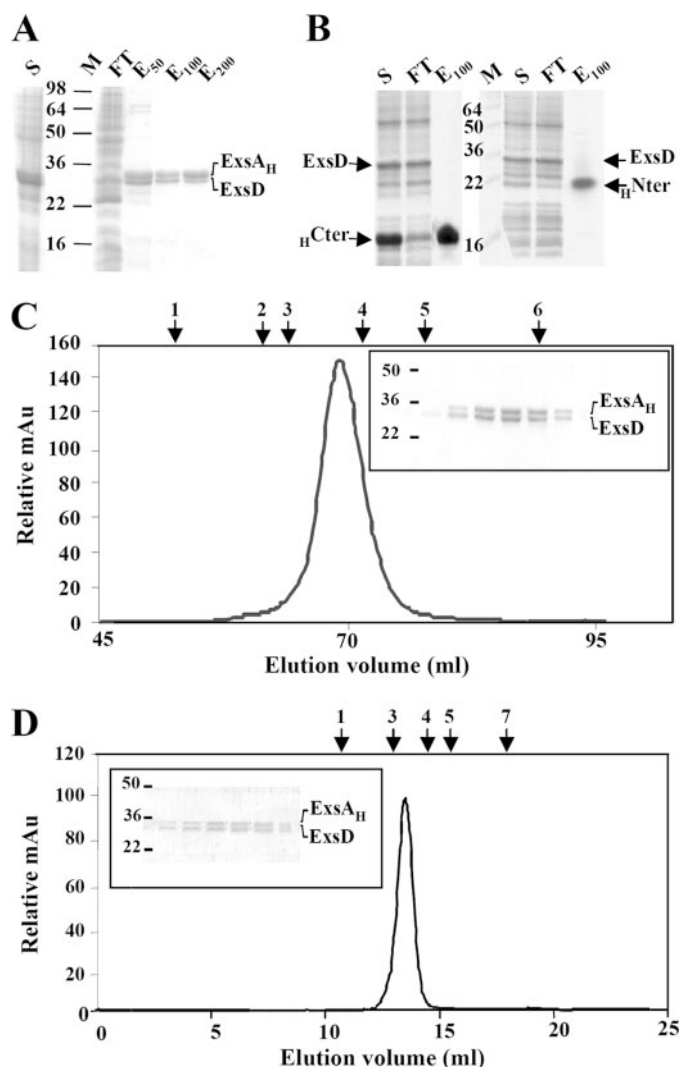 A
S M FT E50 E100 E200
98
64
50
36
22
16
ExsAH
ExsD
B
S FT E100 M S FT E100
64
50
36
22
16
ExsD
HCter
ExsD
HNter
C
1 2 3 4 5 6
160
140
120
100
80
60
40
20
0
Relative mAu
50
36
22
ExsAH
ExsD
45 70 95
Elution volume (ml)
D
1 3 4 5 7
120
100
80
60
40
20
0
Relative mAu
50
36
22
ExsAH
ExsD
0 5 10 15 20 25
Elution volume (ml)